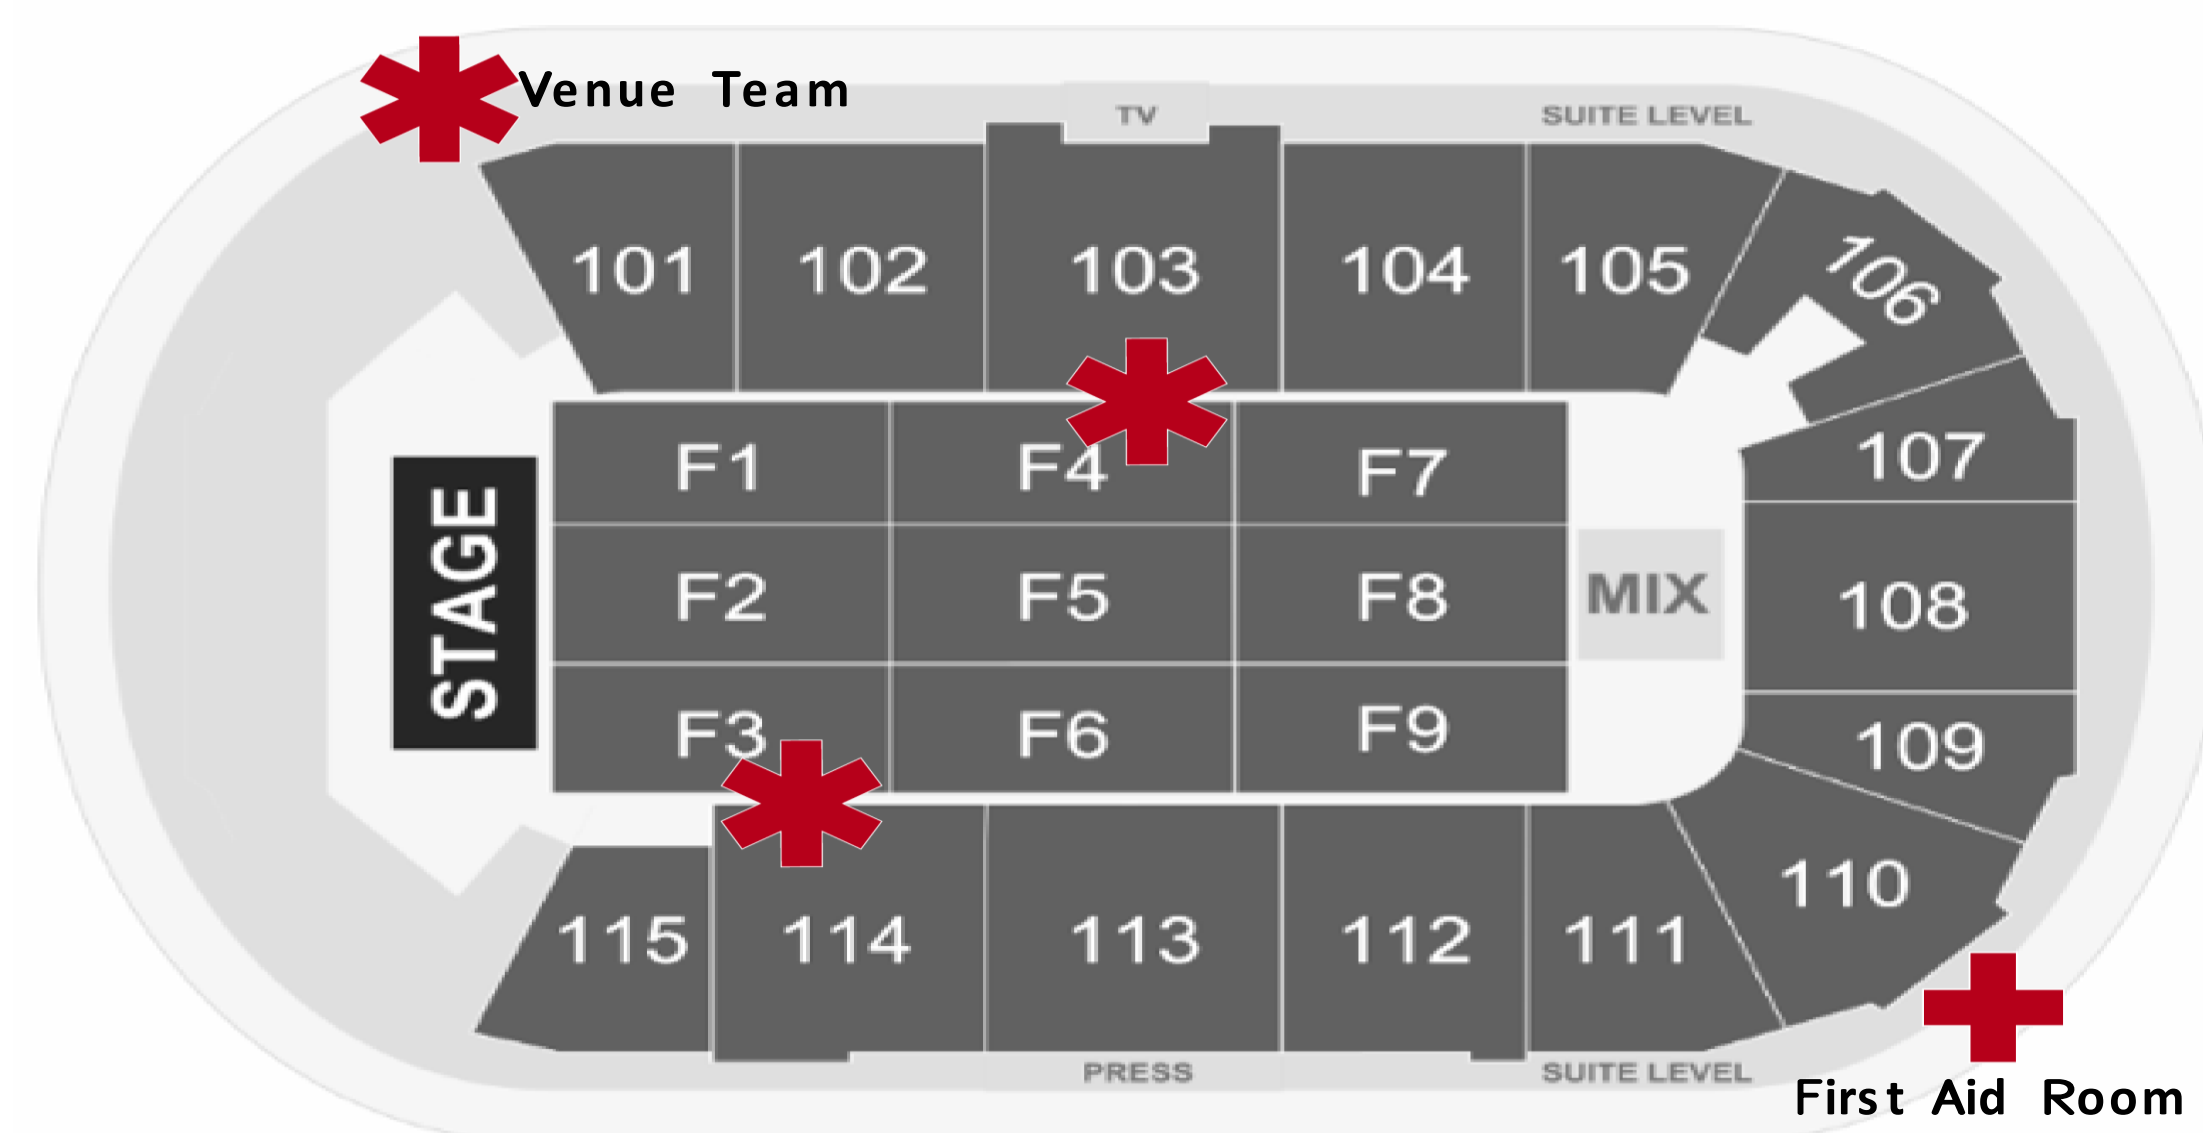 Venue Team
TV
SUITE LEVEL
101 102 103 104 105 106
F1 F4 F7 107
STAGE
F2 F5 F8 MIX 108
F3 F6 F9 109
110
115 114 113 112 111
PRESS
SUITE LEVEL
First Aid Room